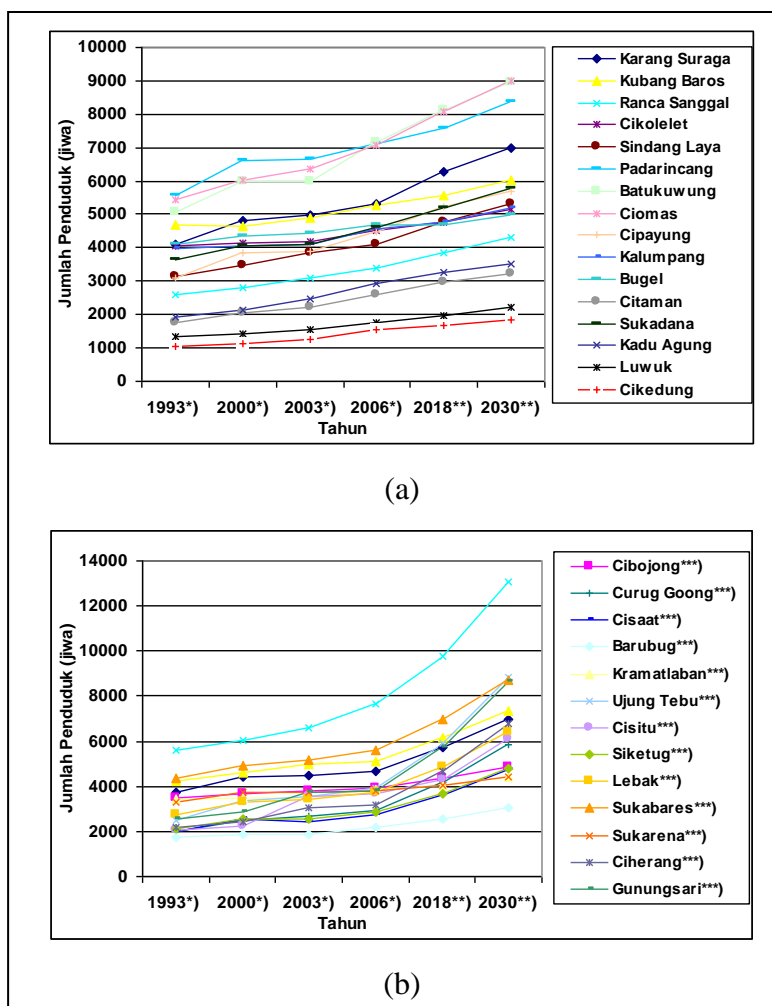 10000
9000
8000
7000
6000
5000
4000
3000
2000
1000
0
Jumlah Penduduk (jiwa)
1993*) 2000*) 2003*) 2006*) 2018**) 2030**)
Tahun
Karang Suraga
Kubang Baros
Ranca Sanggal
Cikolelet
Sindang Laya
Padarincang
Batukuwung
Ciomas
Cipayung
Kalumpang
Bugel
Citaman
Sukadana
Kadu Agung
Luwuk
Cikedung
(a)
14000
12000
10000
8000
6000
4000
2000
0
Jumlah Penduduk (jiwa)
1993*) 2000*) 2003*) 2006*) 2018**) 2030**)
Tahun
Cibojong***)
Curug Goong***)
Cisaat***)
Barubug***)
Kramatlaban***)
Ujung Tebu***)
Cisitu***)
Siketug***)
Lebak***)
Sukabares***)
Sukarena***)
Ciherang***)
Gunungsari***)
(b)